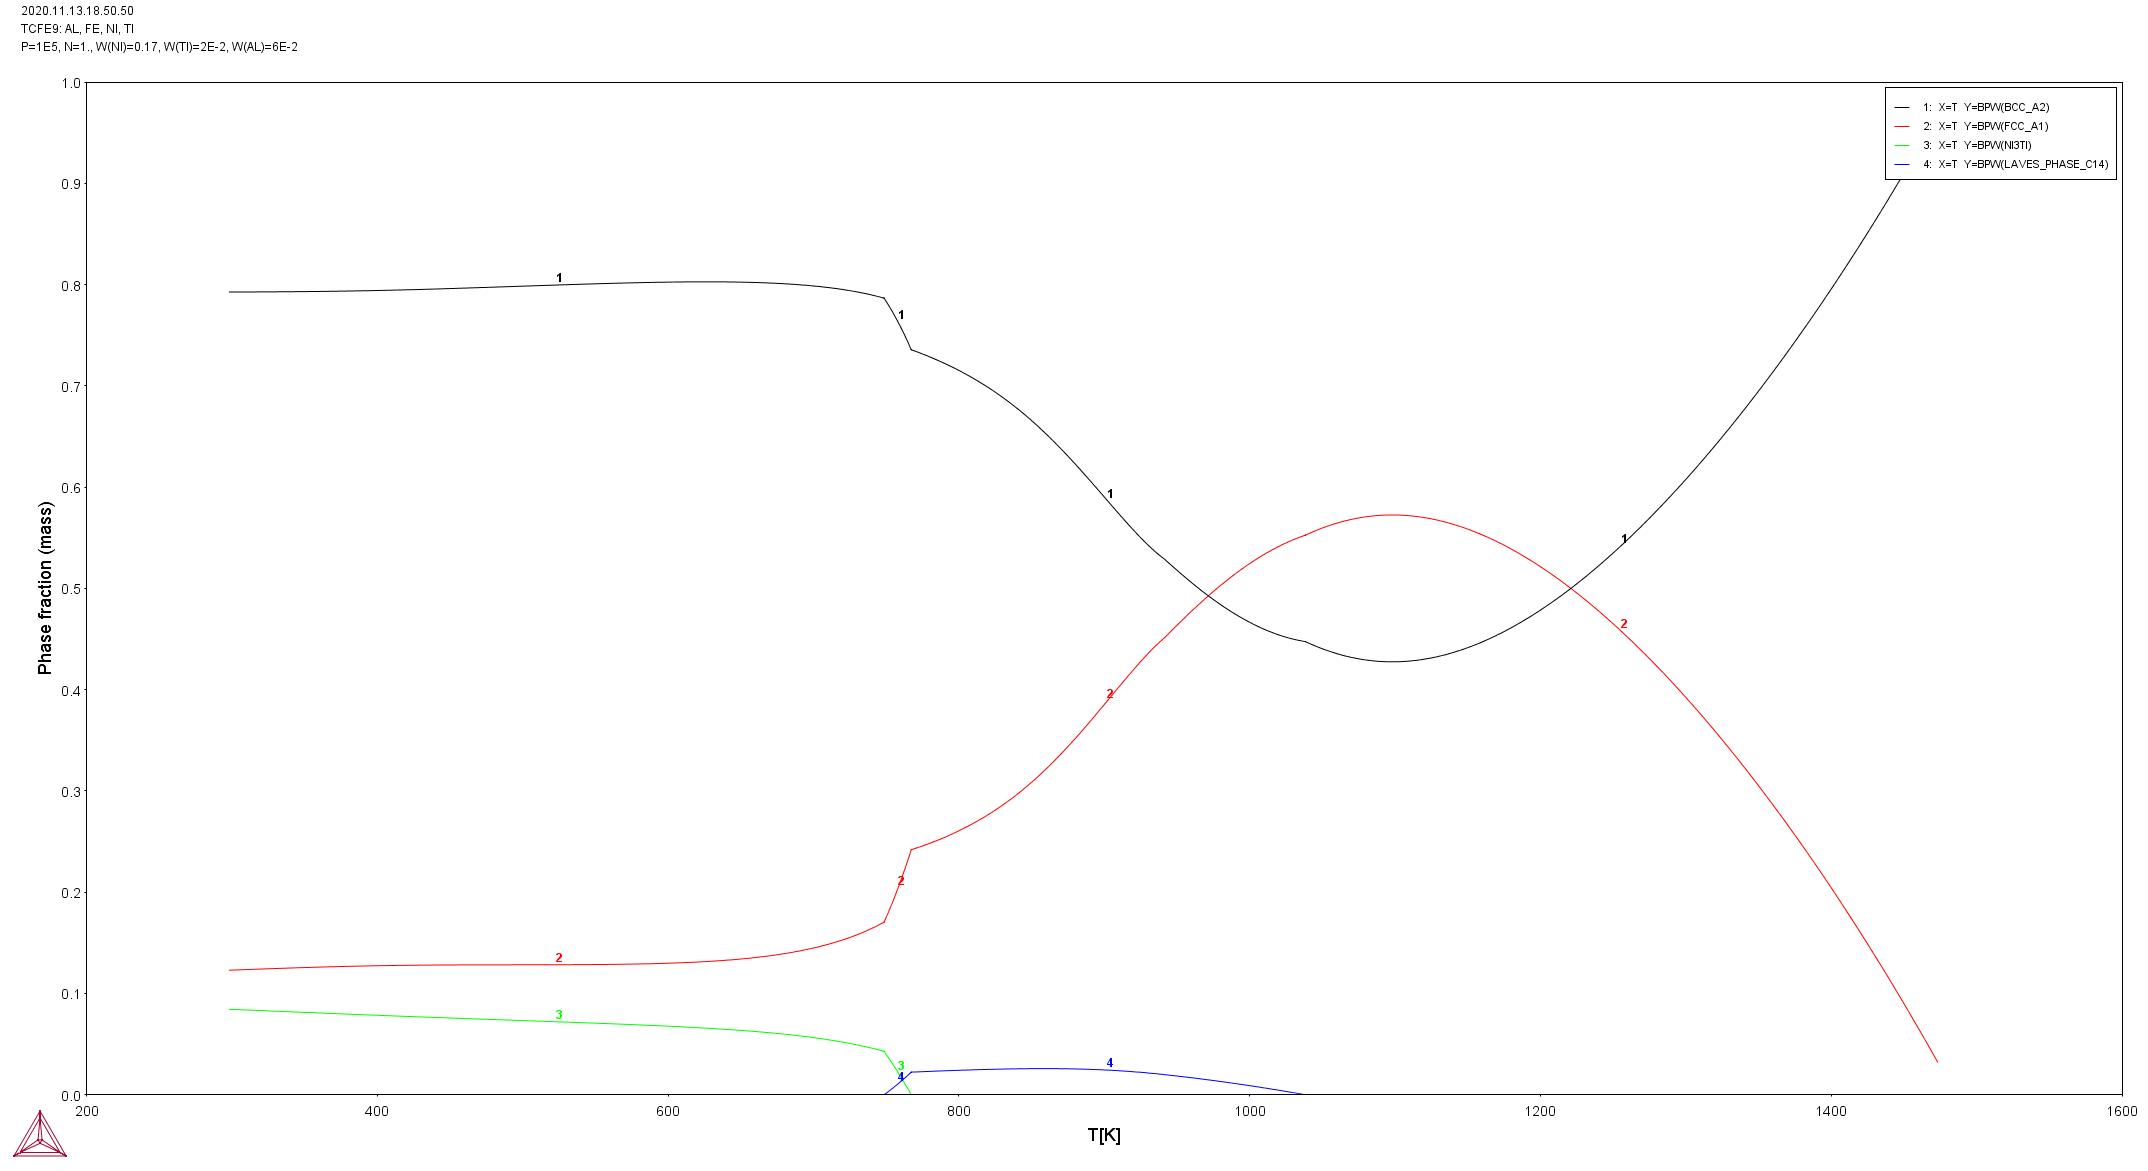 2020.11.13.18.50.50
TCFE9: AL, FE, NI, TI
P=1E5, N=1., W(NI)=0.17, W(TI)=2E-2, W(AL)=6E-2
1.0
1: X=T Y=BPW(BCC_A2)
2: X=T Y=BPW(FCC_A1)
3: X=T Y=BPW(NI3TI)
4: X=T Y=BPW(LAVES_PHASE_C14)
0.9
0.8
0.7
0.6
0.5
0.4
0.3
0.2
0.1
0.0
Phase fraction (mass)
1
1
1
1
2
2
2
2
3
3
4
4
200 400 600 800 1000 1200 1400 1600
T[K]